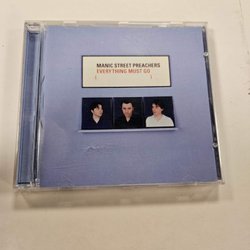 MANIC STREET PREACHERS
EVERYTHING MUST GO
( )